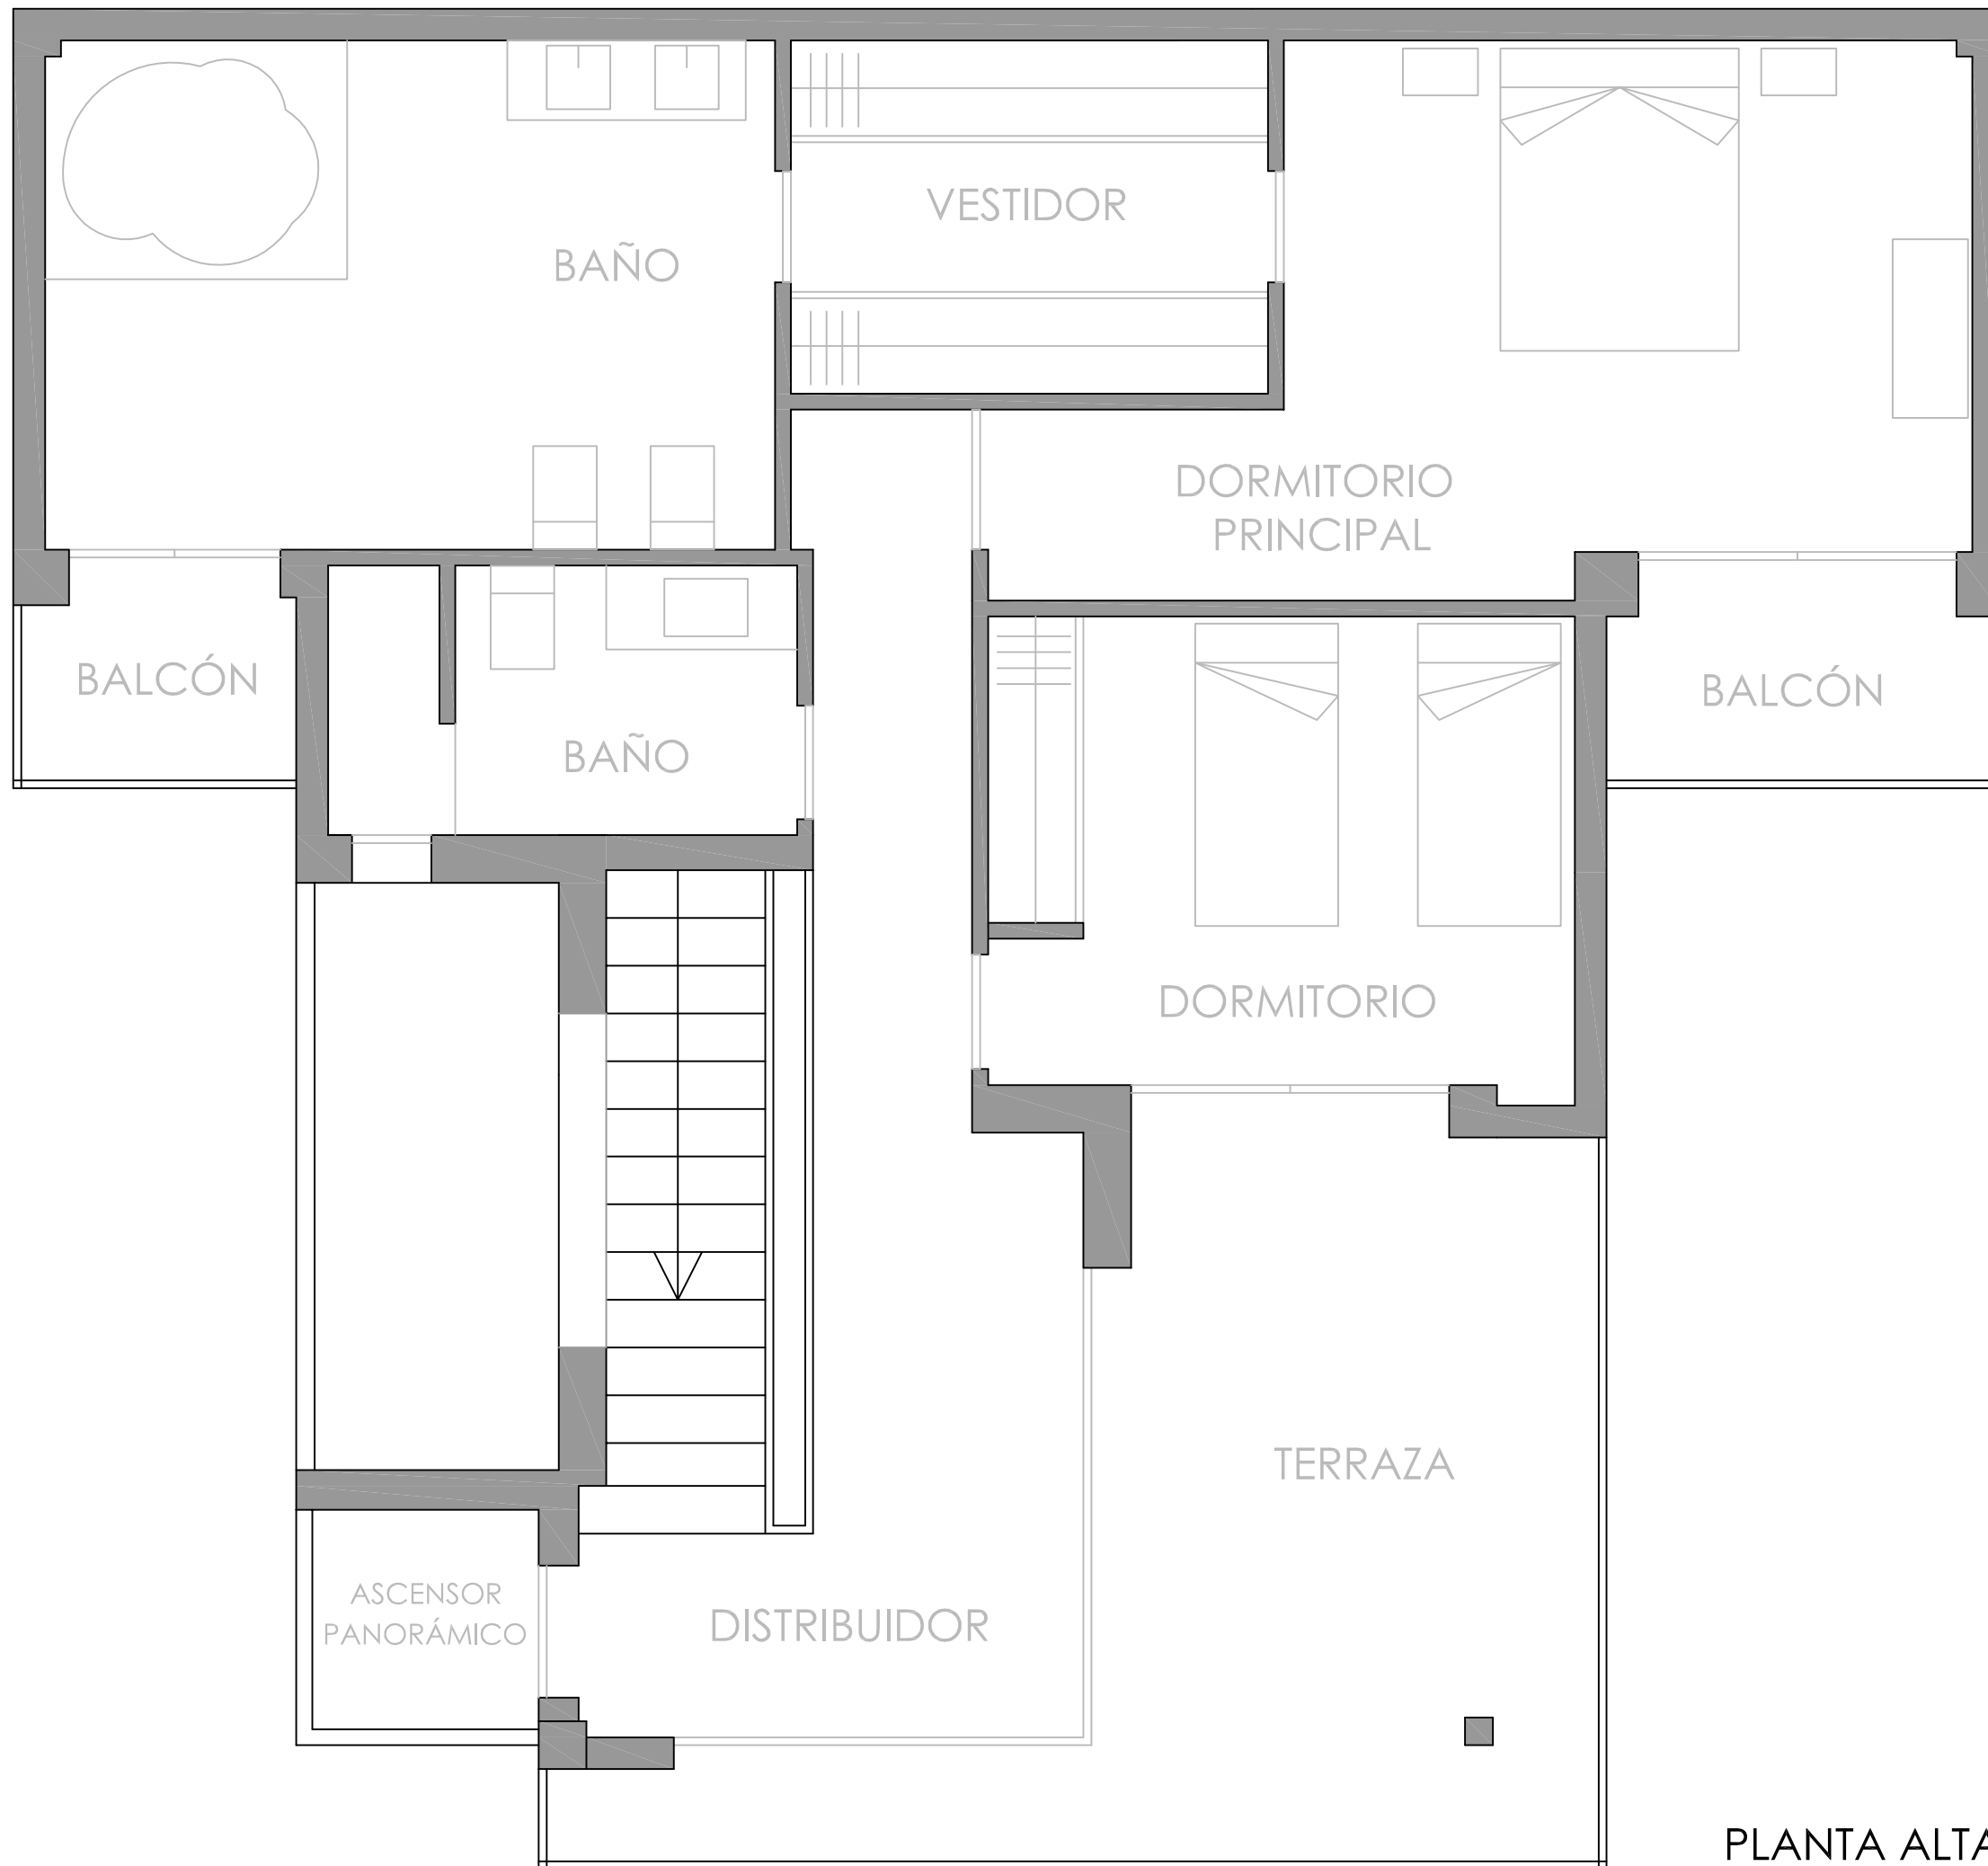 VESTIDOR
BAÑO
DORMITORIO
PRINCIPAL
BALCÓN
BALCÓN
BAÑO
DORMITORIO
TERRAZA
ASCENSOR
PANORÁMICO
DISTRIBUIDOR
PLANTA ALTA